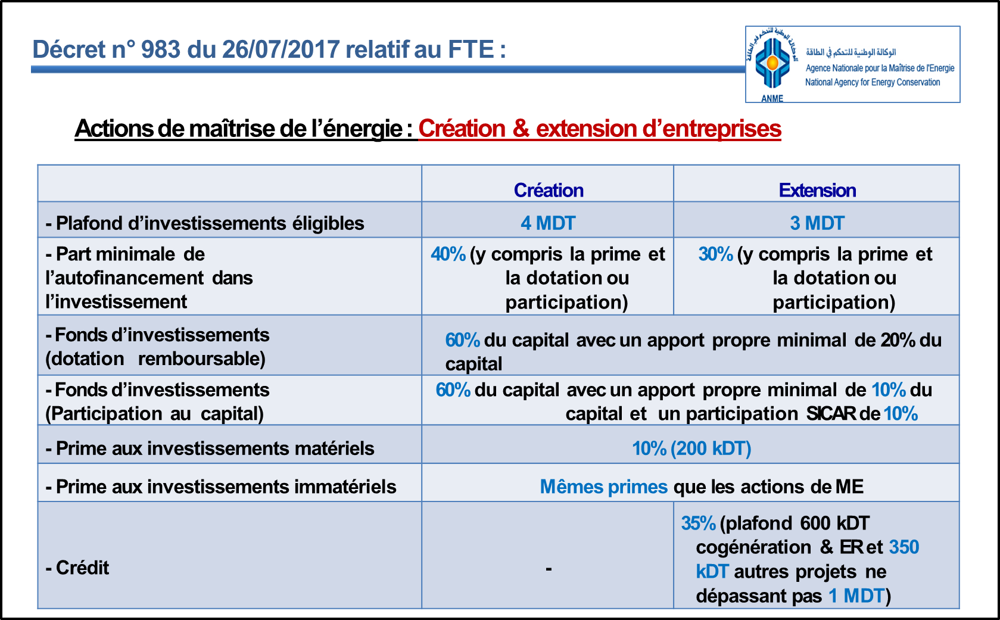 Décret n° 983 du 26/07/2017 relatif au FTE :
الوكالة الوطنية للتحكم في الطاقة
الوكالة الوطنية للتحكم في الطاقة
Agence Nationale pour la Maîtrise de l'Energie
National Agency for Energy Conservation
ANME
Actions de maîtrise de l’énergie : Création & extension d’entreprises
Création
Extension
- Plafond d’investissements éligibles
4 MDT
3 MDT
- Part minimale de
l’autofinancement dans
l’investissement
40% (y compris la prime et
la dotation ou
participation)
30% (y compris la prime et
la dotation ou
participation)
- Fonds d’investissements
(dotation remboursable)
60% du capital avec un apport propre minimal de 20% du
capital
- Fonds d’investissements
(Participation au capital)
60% du capital avec un apport propre minimal de 10% du
capital et un participation SICAR de 10%
- Prime aux investissements matériels
10% (200 kDT)
- Prime aux investissements immatériels
Mêmes primes que les actions de ME
- Crédit
-
35% (plafond 600 kDT
cogénération & ER et 350
kDT autres projets ne
dépassant pas 1 MDT)